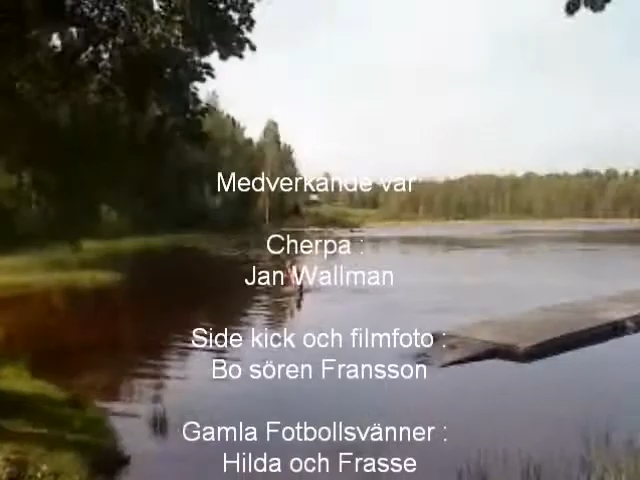 Medverkande var:
Cherpa :
Jan Wallman
Side kick och filmfoto :
Bo sören Fransson
Gamla Fotbollsvänner :
Hilda och Frasse